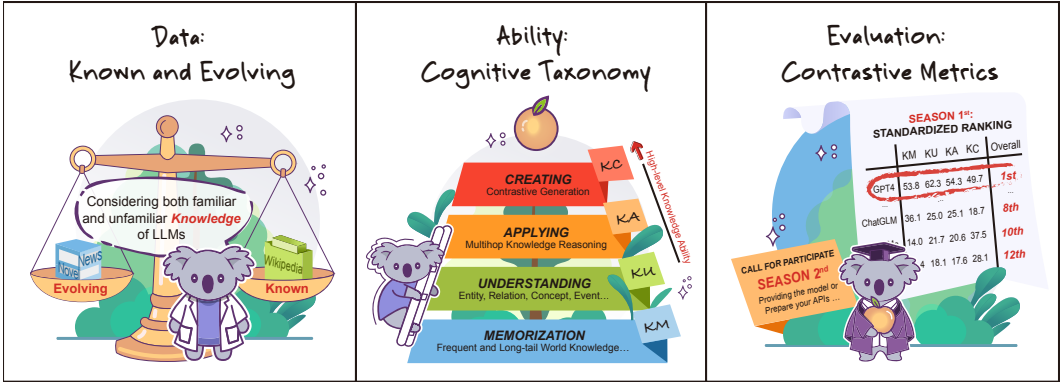 Data:
Known and Evolving
Considering both familiar
and unfamiliar Knowledge
of LLMs
News
Novel
Wikipedia
Evolving
Known
Ability:
Cognitive Taxonomy
CREATING
Contrastive Generation
KC
APPLYING
Multihop Knowledge Reasoning
KA
UNDERSTANDING
Entity, Relation, Concept, Event…
KU
MEMORIZATION
Frequent and Long-tail World Knowledge…
KM
High-level Knowledge Ability
Evaluation:
Contrastive Metrics
SEASON 1st:
STANDARDIZED RANKING
KM KU KA KC Overall
GPT4 53.8 62.3 54.3 49.7 1st
... ...
ChatGLM 36.1 25.0 25.1 18.7 8th
14.0 21.7 20.6 37.5 10th
4 18.1 17.6 28.1 12th
CALL FOR PARTICIPATE
SEASON 2nd
Providing the model or
Prepare your APIs …